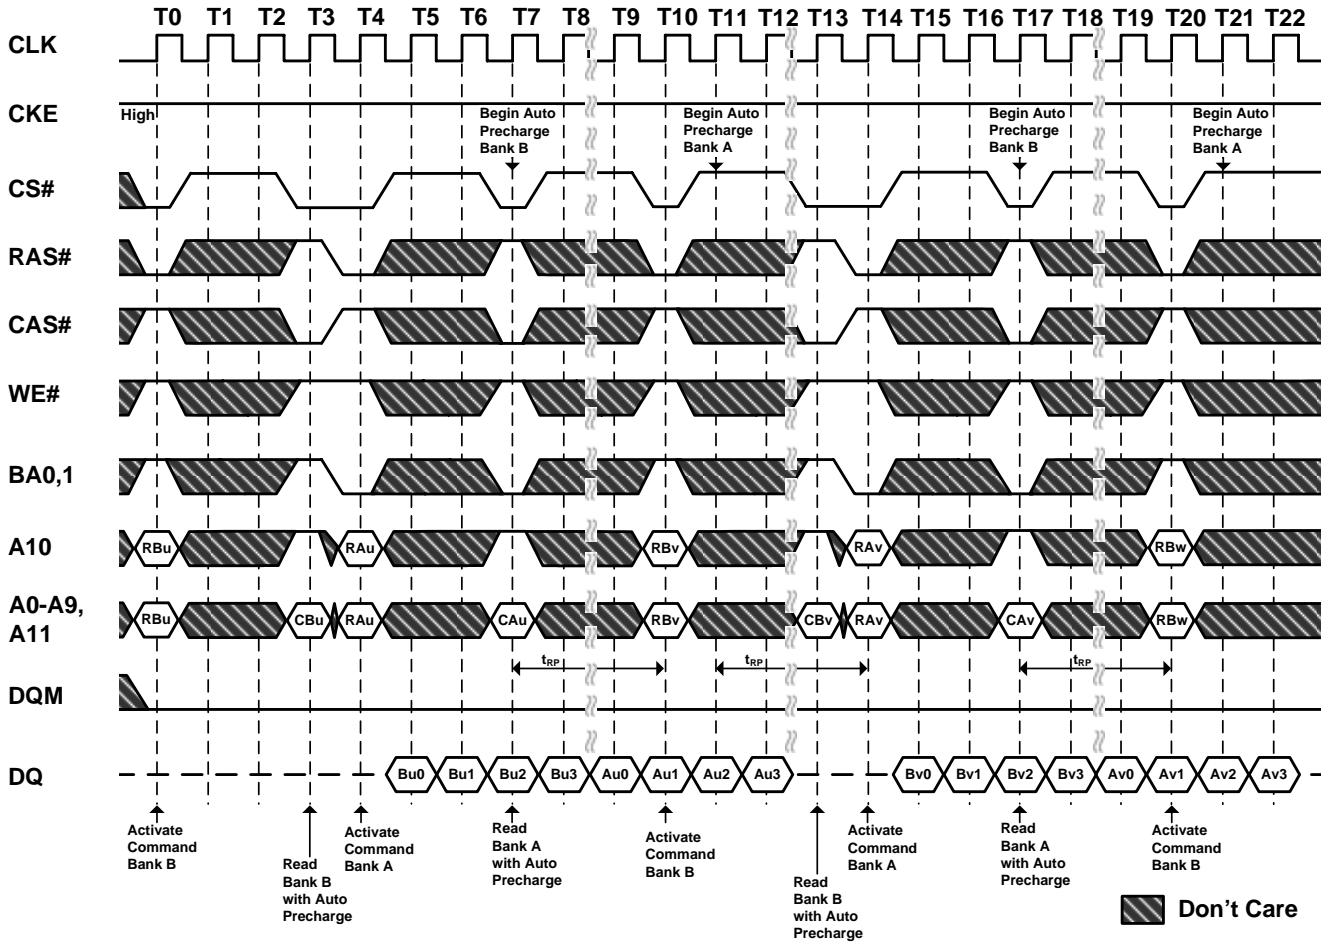 T0 T1 T2 T3 T4 T5 T6 T7 T8 T9 T10 T11 T12 T13 T14 T15 T16 T17 T18 T19 T20 T21 T22
CLK
CKE
High
Begin Auto
Precharge
Bank B
Begin Auto
Precharge
Bank A
Begin Auto
Precharge
Bank B
Begin Auto
Precharge
Bank A
CS#
RAS#
CAS#
WE#
BA0,1
A10
RBu RAu RBv RAv RBw
A0-A9,
A11
RBu CBu RAu CAu RBv CBv RAv CAv RBw
tRP tRP tRP
DQM
DQ
Bu0 Bu1 Bu2 Bu3 Au0 Au1 Au2 Au3 Bv0 Bv1 Bv2 Bv3 Av0 Av1 Av2 Av3
Activate
Command
Bank B
Read
Bank B
with Auto
Precharge
Activate
Command
Bank A
Read
Bank A
with Auto
Precharge
Activate
Command
Bank B
Read
Bank B
with Auto
Precharge
Activate
Command
Bank A
Read
Bank A
with Auto
Precharge
Activate
Command
Bank B
Don't Care